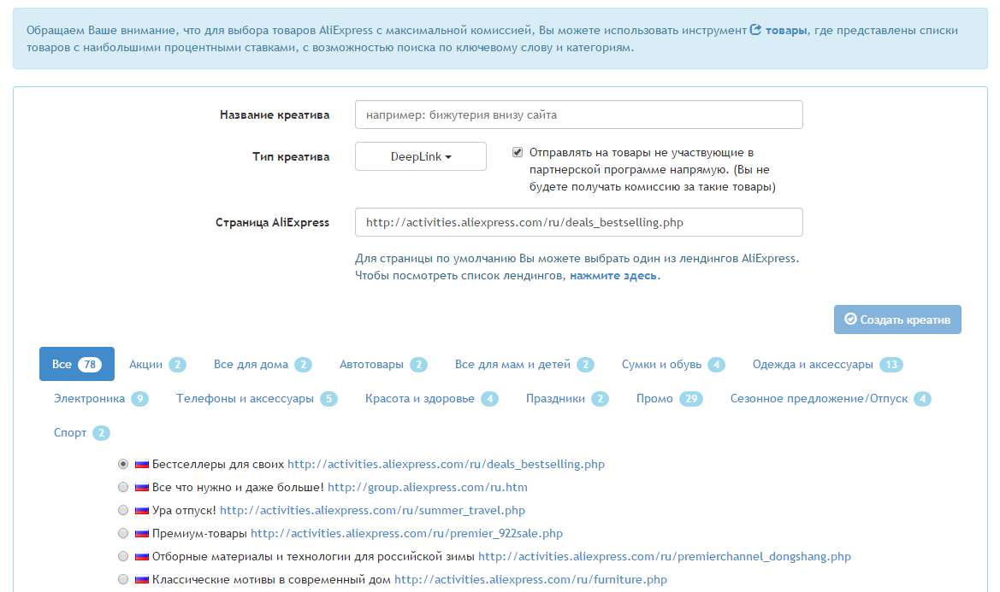 Обращаем Ваше внимание, что для выбора товаров AliExpress с максимальной комиссией, Вы можете использовать инструмент товары, где представлены списки
товаров с наибольшими процентными ставками, с возможностью поиска по ключевому слову и категориям.
Название креатива например: бижутерия внизу сайта
Тип креатива DeepLink Отправлять на товары не участвующие в
партнерской программе напрямую. (Вы не
будете получать комиссию за такие товары)
Страница AliExpress http://activities.aliexpress.com/ru/deals_bestselling.php
Для страницы по умолчанию Вы можете выбрать один из лендингов AliExpress.
Чтобы посмотреть список лендингов, нажмите здесь.
Создать креатив
Все 78 Акции 2 Все для дома 2 Автотовары 2 Все для мам и детей 2 Сумки и обувь 4 Одежда и аксессуары 13
Электроника 9 Телефоны и аксессуары 5 Красота и здоровье 4 Праздники 2 Промо 29 Сезонное предложение/Отпуск 4
Спорт 2
Бестселлеры для своих http://activities.aliexpress.com/ru/deals_bestselling.php
Все что нужно и даже больше! http://group.aliexpress.com/ru.htm
Ура отпуск! http://activities.aliexpress.com/ru/summer_travel.php
Премиум-товары http://activities.aliexpress.com/ru/premier_922sale.php
Отборные материалы и технологии для российской зимы http://activities.aliexpress.com/ru/premierchannel_dongshang.php
Классические мотивы в современный дом http://activities.aliexpress.com/ru/furniture.php